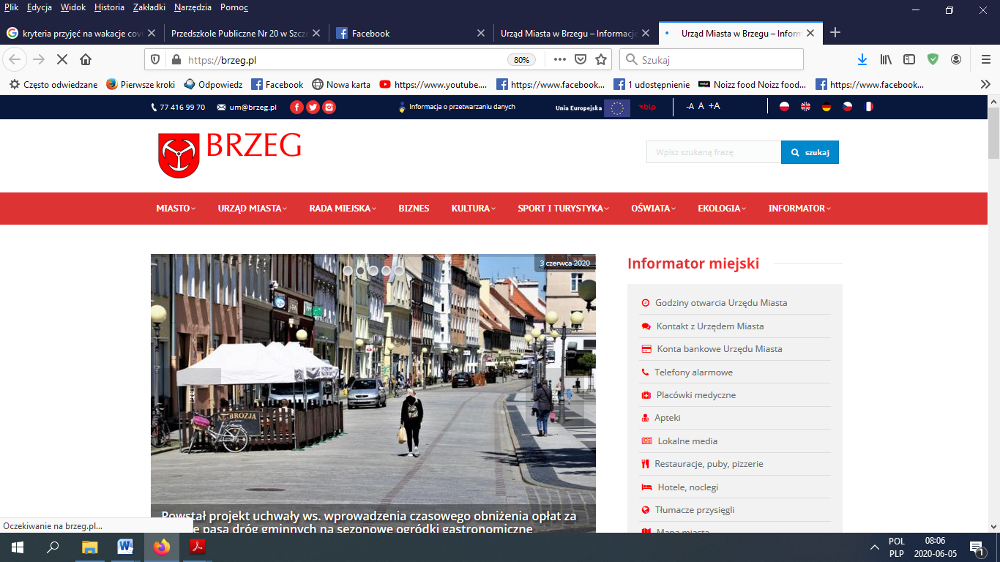 Plik Edycja Widok Historia Zakładki Narzędzia Pomoc
kryteria przyjęć na wakacje covi
Przedszkole Publiczne Nr 20 w Szcze
Facebook
Urząd Miasta w Brzegu – Informacje
Urząd Miasta w Brzegu – Inform
https://brzeg.pl
80%
Szukaj
Często odwiedzane Pierwsze kroki Odpowiedz Facebook Nowa karta https://www.youtube.... https://www.facebook... 1 udostępnienie Noizz food Noizz food... https://www.facebook...
77 416 99 70 um@brzeg.pl Informacja o przetwarzaniu danych Unia Europejska bip -A A +A
BRZEG
Wpisz szukaną frazę szukaj
MIASTO URZĄD MIASTA RADA MIEJSKA BIZNES KULTURA SPORT I TURYSTYKA OŚWIATA EKOLOGIA INFORMATOR
3 czerwca 2020
BROZJA
Powstał projekt uchwały ws. wprowadzenia czasowego obniżenia opłat za
pasa dróg gminnych na sezonowe ogródki gastronomiczne
Informator miejski
Godziny otwarcia Urzędu Miasta
Kontakt z Urzędem Miasta
Konta bankowe Urzędu Miasta
Telefony alarmowe
Placówki medyczne
Apteki
Lokalne media
Restauracje, puby, pizzerie
Hotele, noclegi
Tłumacze przysięgli
Mapa miasta
Oczekiwanie na brzeg.pl...
POL
PLP
08:06
2020-06-05
1